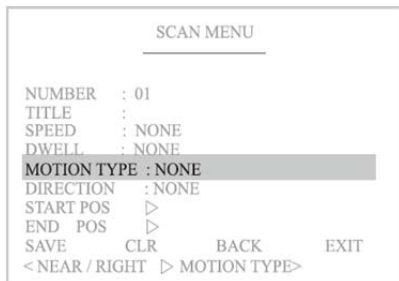 SCAN MENU
NUMBER : 01
TITLE :
SPEED : NONE
DWELL : NONE
MOTION TYPE : NONE
DIRECTION : NONE
START POS ▷
END POS ▷
SAVE CLR BACK EXIT
< NEAR / RIGHT ▷ MOTION TYPE>